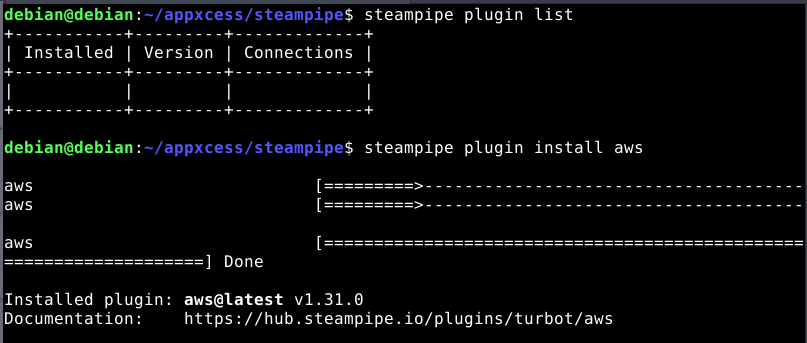 debian@debian:~/appxcess/steampipe$ steampipe plugin list
+-----------+---------+-------------+
| Installed | Version | Connections |
+-----------+---------+-------------+
|           |         |             |
+-----------+---------+-------------+
debian@debian:~/appxcess/steampipe$ steampipe plugin install aws
aws                            [=========>--------------------------------------
aws                            [=========>--------------------------------------
aws                            [================================================
====================] Done
Installed plugin: aws@latest v1.31.0
Documentation:    https://hub.steampipe.io/plugins/turbot/aws